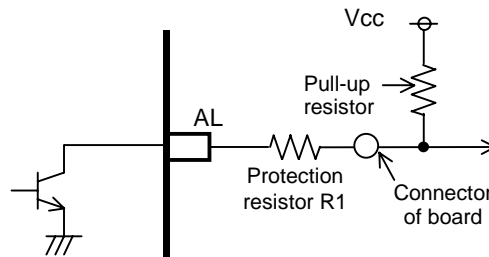 Vcc
Pull-up
resistor
AL
Protection
resistor R1
Connector
of board